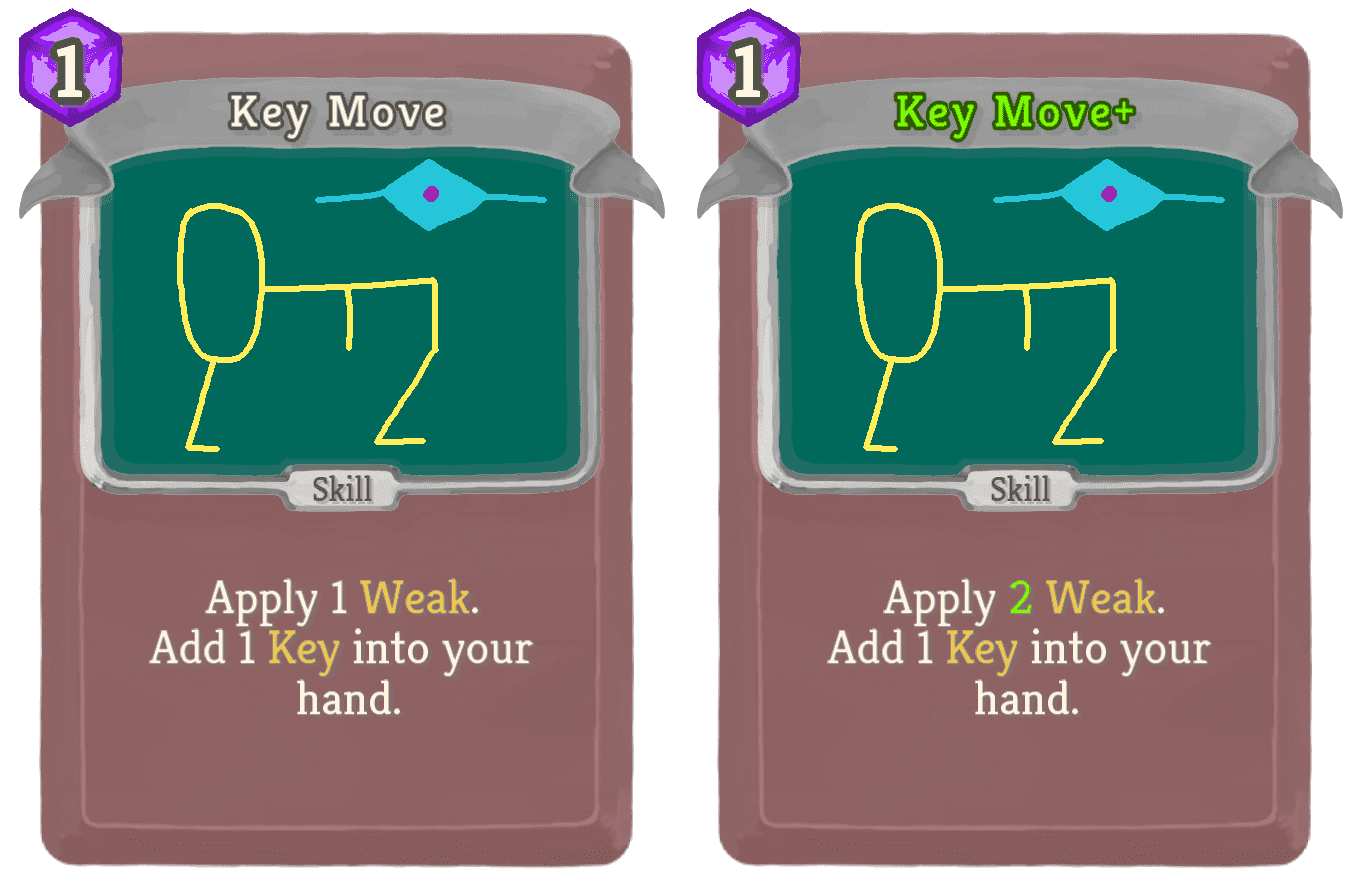 1
Key Move
Skill
Apply 1 Weak.
Add 1 Key into your
hand.
1
Key Move+
Skill
Apply 2 Weak.
Add 1 Key into your
hand.